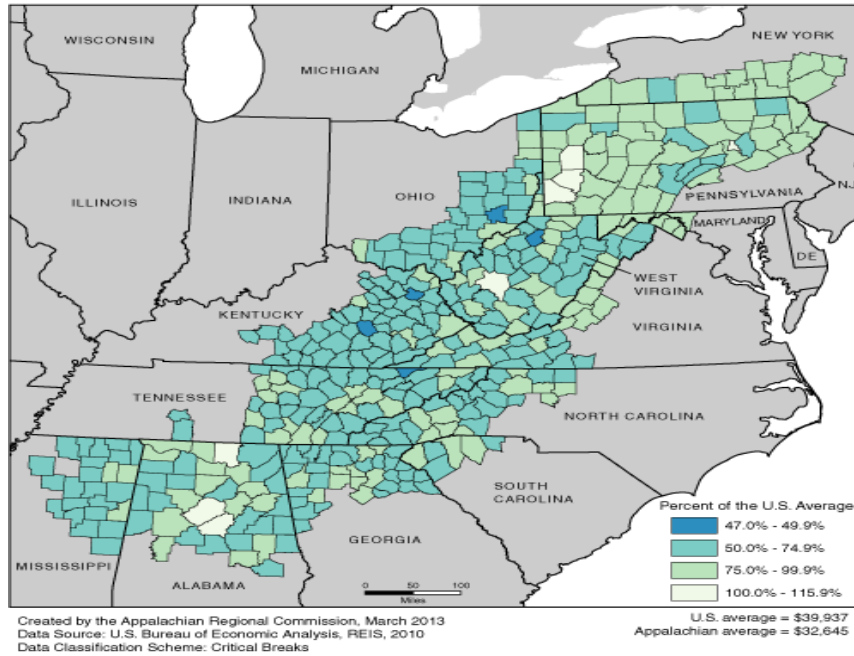 WISCONSIN
MICHIGAN
NEW YORK
ILLINOIS
INDIANA
OHIO
PENNSYLVANIA
NJ
MARYLAND
DE
WEST
VIRGINIA
VIRGINIA
KENTUCKY
TENNESSEE
NORTH CAROLINA
SOUTH
CAROLINA
GEORGIA
MISSISSIPPI
ALABAMA
Percent of the U.S. Average
47.0% - 49.9%
50.0% - 74.9%
75.0% - 99.9%
100.0% - 115.9%
0 50 100
Miles
Created by the Appalachian Regional Commission, March 2013
Data Source: U.S. Bureau of Economic Analysis, REIS, 2010
Data Classification Scheme: Critical Breaks
U.S. average = $39,937
Appalachian average = $32,645